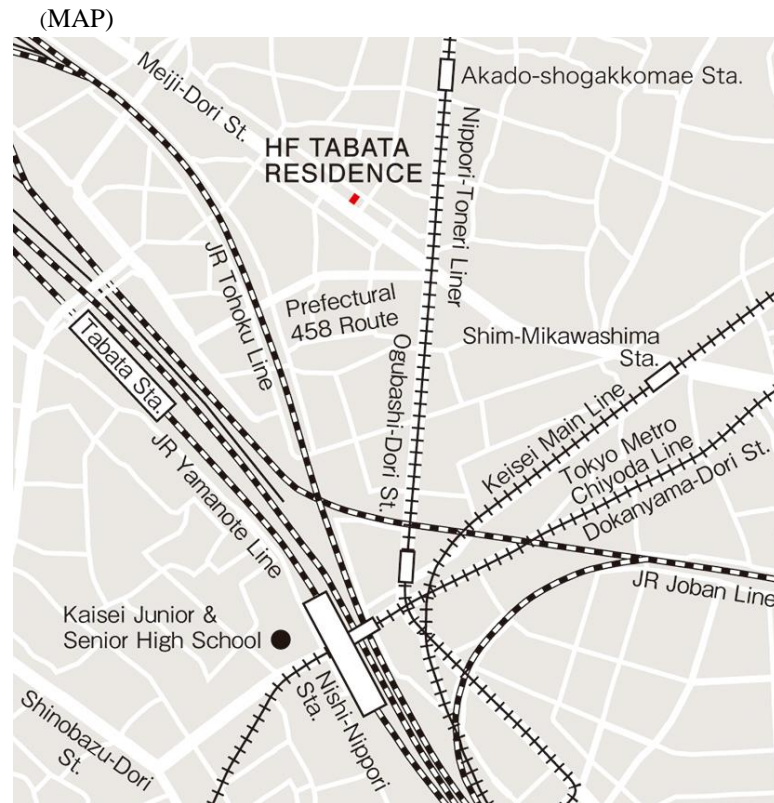 (MAP)
Akado-shogakkomae Sta.
Meiji-Dori St.
HF TABATA
RESIDENCE
Nippori-Toneri Liner
JR Tohoku Line
Prefectural
458 Route
Shim-Mikawashima
Sta.
Tabata Sta.
Ogubashi-Dori St.
Keisei Main Line
Tokyo Metro
Chiyoda Line
Dokanyama-Dori St.
JR Yamanote Line
JR Joban Line
Kaisei Junior &
Senior High School
Nishi-Nippori
Sta.
Shinobazu-Dori
St.